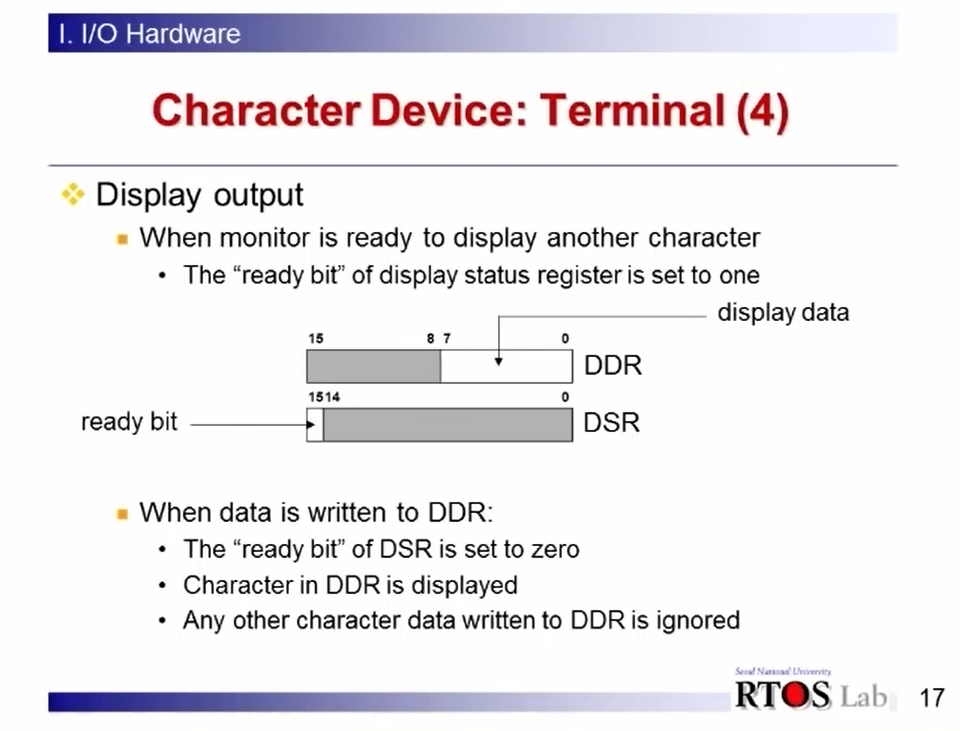 I. I/O Hardware
Character Device: Terminal (4)
Display output
When monitor is ready to display another character
• The “ready bit” of display status register is set to one
display data
15 8 7 0
DDR
15 14 0
ready bit
DSR
When data is written to DDR:
• The “ready bit” of DSR is set to zero
• Character in DDR is displayed
• Any other character data written to DDR is ignored
Seoul National University
RTOS Lab
17